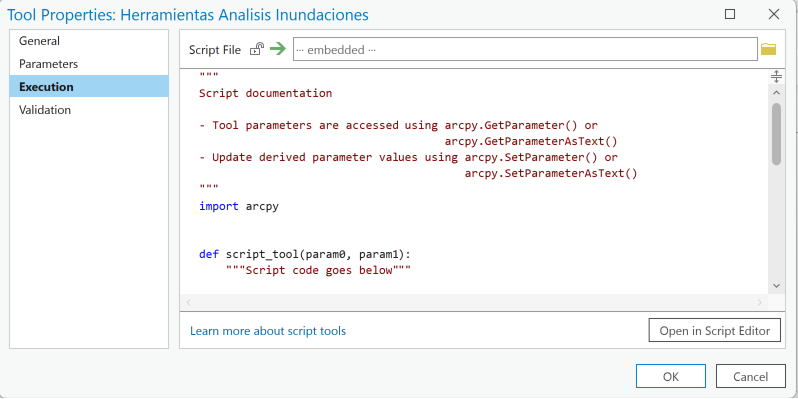 Tool Properties: Herramientas Analisis Inundaciones
General
Parameters
Execution
Validation
Script File
--- embedded ---
"""
Script documentation
- Tool parameters are accessed using arcpy.GetParameter() or
arcpy.GetParameterAsText()
- Update derived parameter values using arcpy.SetParameter() or
arcpy.SetParameterAsText()
"""
import arcpy
def script_tool(param0, param1):
"""Script code goes below"""
Learn more about script tools
Open in Script Editor
OK
Cancel